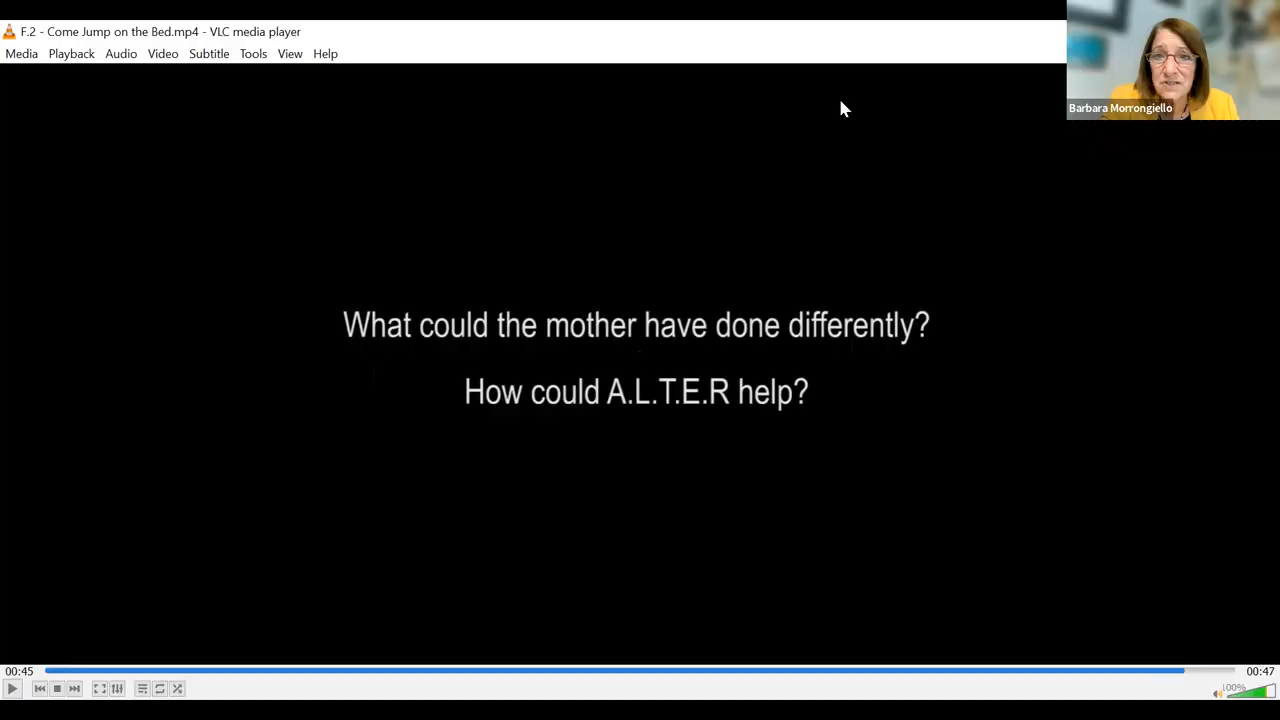 F.2 - Come Jump on the Bed.mp4 - VLC media player
Media Playback Audio Video Subtitle Tools View Help
Barbara Morrongiello
What could the mother have done differently?
How could A.L.T.E.R help?
00:45
00:47
100%